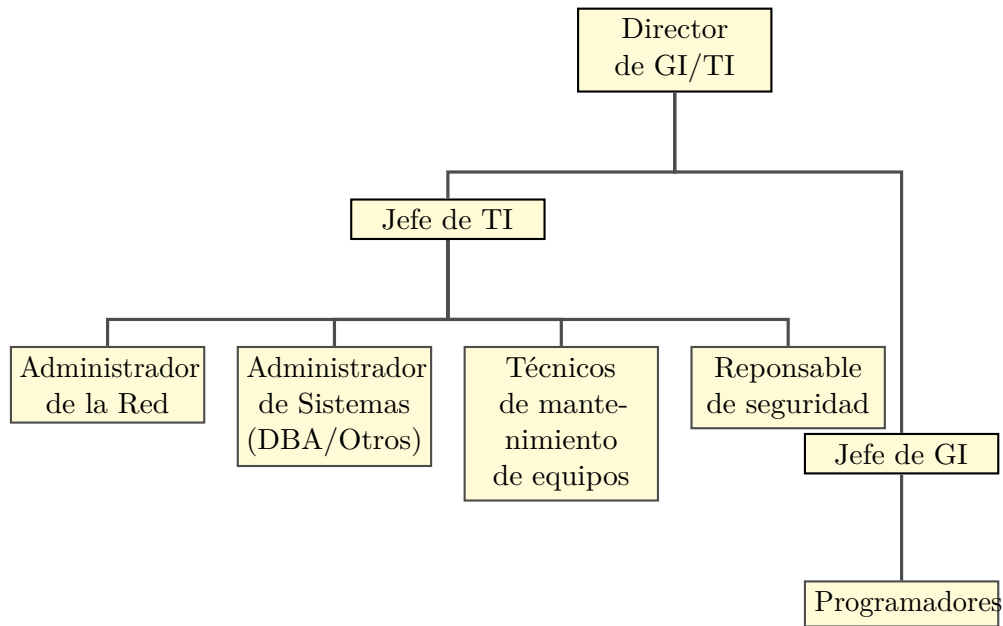 Director
de GI/TI
Jefe de TI
Administrador
de la Red
Administrador
de Sistemas
(DBA/Otros)
Técnicos
de mante-
nimiento
de equipos
Reponsable
de seguridad
Jefe de GI
Programadores